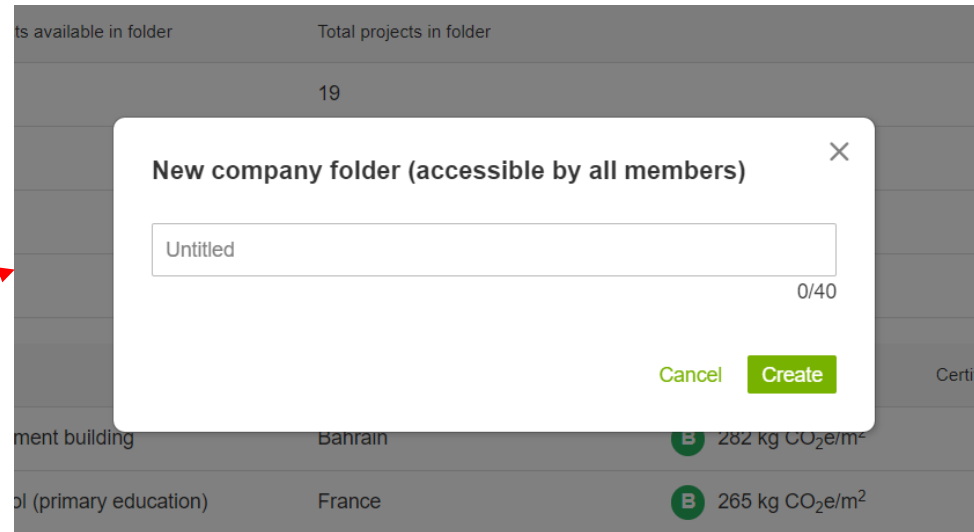 ts available in folder Total projects in folder
19
New company folder (accessible by all members)
Untitled
0/40
Cancel Create
Certi
ment building Bahrain B 282 kg CO₂e/m²
ol (primary education) France B 265 kg CO₂e/m²